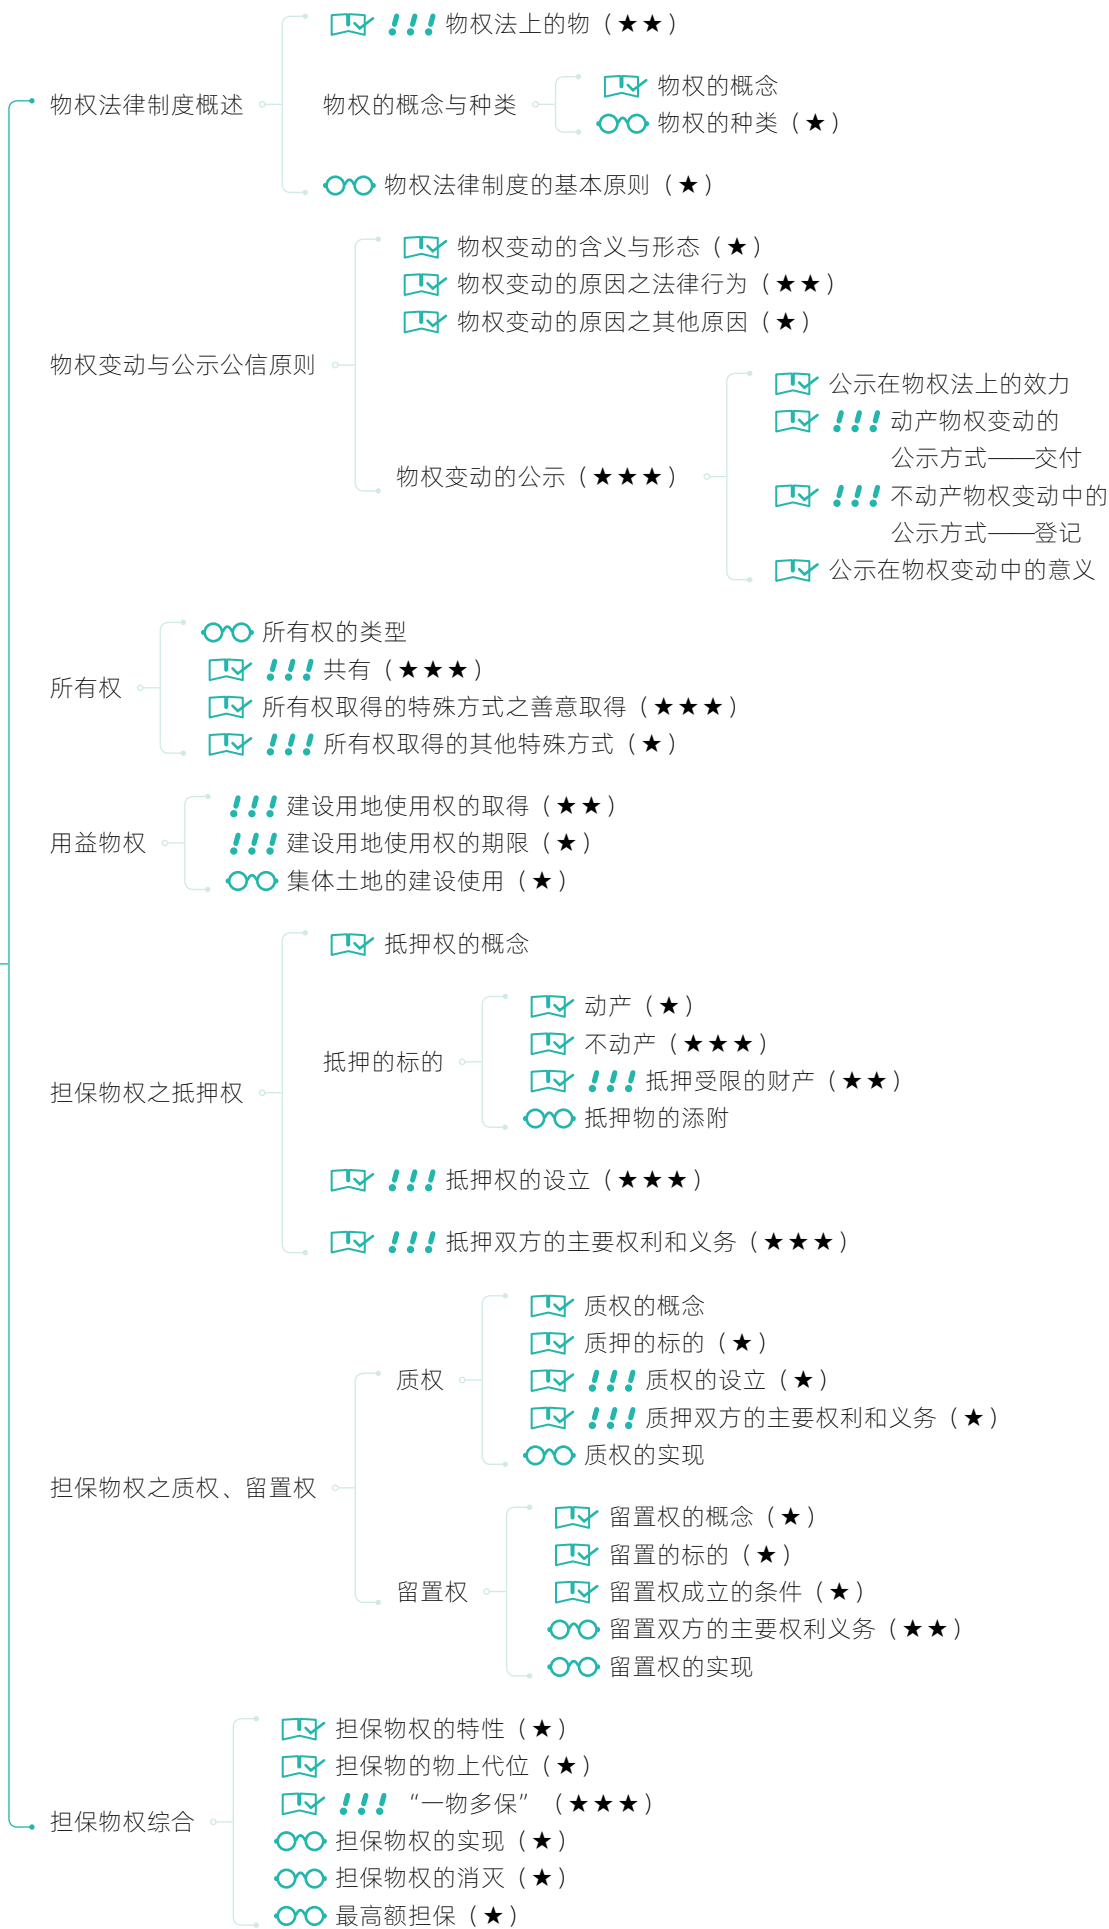 物权法律制度概述
物权法上的物（★★）
物权的概念与种类
物权的概念
物权的种类（★）
物权法律制度的基本原则（★）
物权变动与公示公信原则
物权变动的含义与形态（★）
物权变动的原因之法律行为（★★）
物权变动的原因之其他原因（★）
物权变动的公示（★★★）
公示在物权法上的效力
动产物权变动的
公示方式——交付
不动产物权变动中的
公示方式——登记
公示在物权变动中的意义
所有权
所有权的类型
共有（★★★）
所有权取得的特殊方式之善意取得（★★★）
所有权取得的其他特殊方式（★）
用益物权
建设用地使用权的取得（★★）
建设用地使用权的期限（★）
集体土地的建设使用（★）
担保物权之抵押权
抵押权的概念
抵押的标的
动产（★）
不动产（★★★）
抵押受限的财产（★★）
抵押物的添附
抵押权的设立（★★★）
抵押双方的主要权利和义务（★★★）
担保物权之质权、留置权
质权
质权的概念
质押的标的（★）
质权的设立（★）
质押双方的主要权利和义务（★）
质权的实现
留置权
留置权的概念（★）
留置的标的（★）
留置权成立的条件（★）
留置双方的主要权利义务（★★）
留置权的实现
担保物权综合
担保物权的特性（★）
担保物的物上代位（★）
“一物多保”（★★★）
担保物权的实现（★）
担保物权的消灭（★）
最高额担保（★）